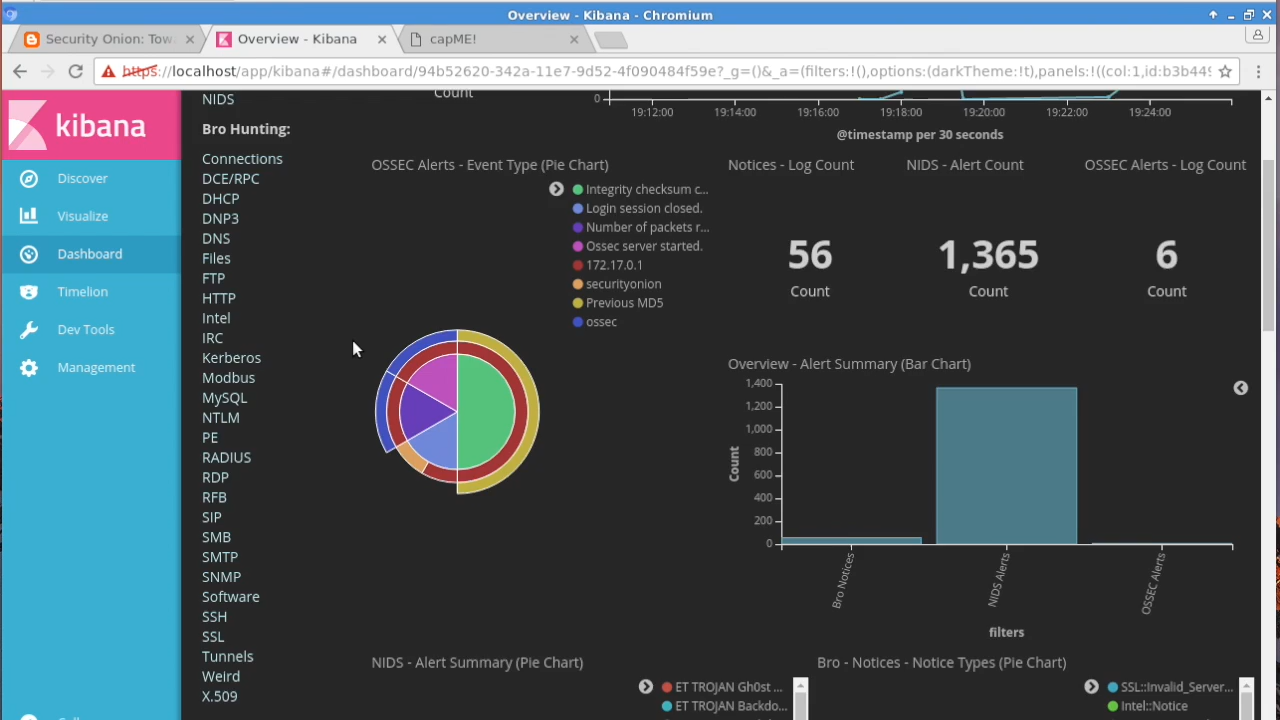 Overview - Kibana - Chromium
Security Onion: Tow
Overview - Kibana
capME!
https://localhost/app/kibana#/dashboard/94b52620-342a-11e7-9d52-4f090484f59e?_g=()&_a=(filters:!(),options:(darkTheme:!t),panels:!((col:1,id:b3b449
kibana
Discover
Visualize
Dashboard
Timelion
Dev Tools
Management
NIDS
Bro Hunting:
Connections
DCE/RPC
DHCP
DNP3
DNS
Files
FTP
HTTP
Intel
IRC
Kerberos
Modbus
MySQL
NTLM
PE
RADIUS
RDP
RFB
SIP
SMB
SMTP
SNMP
Software
SSH
SSL
Tunnels
Weird
X.509
Count
0
19:12:00 19:14:00 19:16:00 19:18:00 19:20:00 19:22:00 19:24:00
@timestamp per 30 seconds
OSSEC Alerts - Event Type (Pie Chart)
Integrity checksum c...
Login session closed.
Number of packets r...
Ossec server started.
172.17.0.1
securityonion
Previous MD5
ossec
Notices - Log Count
56
Count
NIDS - Alert Count
1,365
Count
OSSEC Alerts - Log Count
6
Count
Overview - Alert Summary (Bar Chart)
1,400
1,200
1,000
800
600
400
200
0
Count
Bro Notices
NIDS Alerts
OSSEC Alerts
filters
NIDS - Alert Summary (Pie Chart)
ET TROJAN Gh0st ...
ET TROJAN Backdo...
Bro - Notices - Notice Types (Pie Chart)
SSL::Invalid_Server...
Intel::Notice